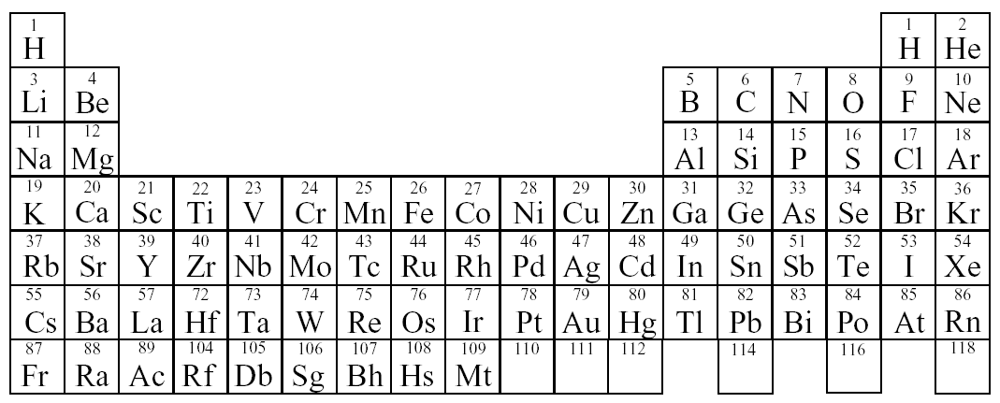 1 1 2
H H He
3 4 5 6 7 8 9 10
Li Be B C N O F Ne
11 12 13 14 15 16 17 18
Na Mg Al Si P S Cl Ar
19 20 21 22 23 24 25 26 27 28 29 30 31 32 33 34 35 36
K Ca Sc Ti V Cr Mn Fe Co Ni Cu Zn Ga Ge As Se Br Kr
37 38 39 40 41 42 43 44 45 46 47 48 49 50 51 52 53 54
Rb Sr Y Zr Nb Mo Tc Ru Rh Pd Ag Cd In Sn Sb Te I Xe
55 56 57 72 73 74 75 76 77 78 79 80 81 82 83 84 85 86
Cs Ba La Hf Ta W Re Os Ir Pt Au Hg Tl Pb Bi Po At Rn
87 88 89 104 105 106 107 108 109 110 111 112 114 116 118
Fr Ra Ac Rf Db Sg Bh Hs Mt